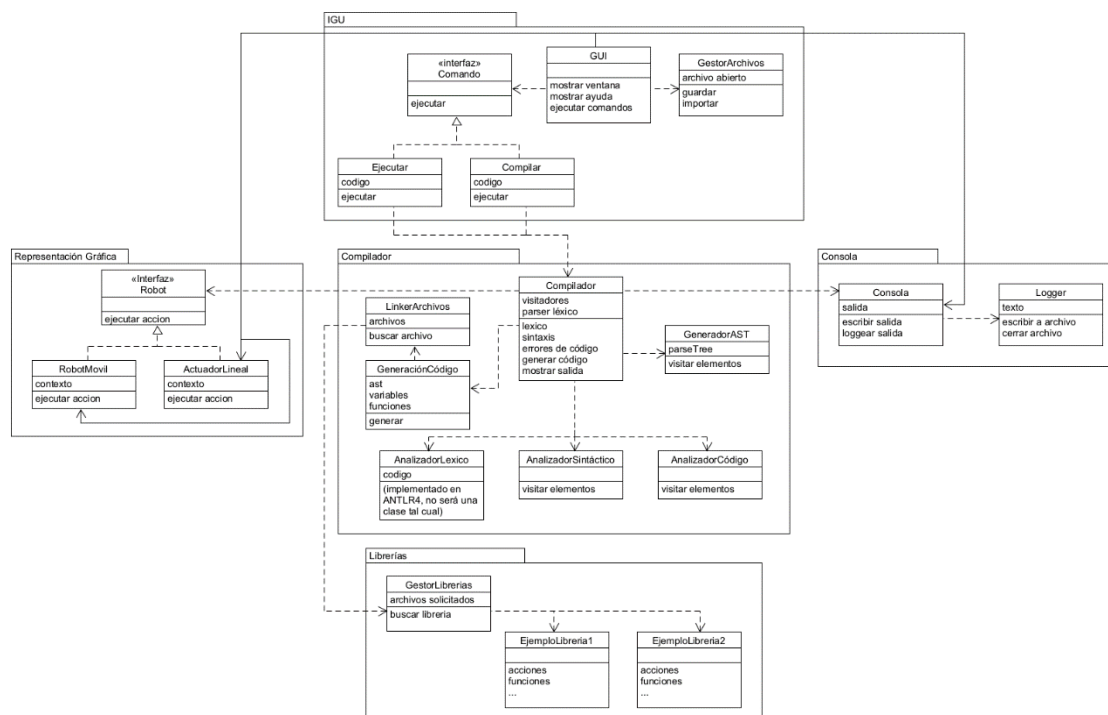 IGU
«interfaz»
Comando
ejecutar
GUI
mostrar ventana
mostrar ayuda
ejecutar comandos
GestorArchivos
archivo abierto
guardar
importar
Ejecutar
codigo
ejecutar
Compilar
codigo
ejecutar
Representación Gráfica
«Interfaz»
Robot
ejecutar accion
RobotMovil
contexto
ejecutar accion
ActuadorLineal
contexto
ejecutar accion
Compilador
LinkerArchivos
archivos
buscar archivo
Compilador
visitadores
parser léxico
lexico
sintaxis
errores de código
generar código
mostrar salida
GeneradorAST
parseTree
visitar elementos
GeneraciónCódigo
ast
variables
funciones
generar
AnalizadorLexico
codigo
(implementado en
ANTLR4, no será una
clase tal cual)
AnalizadorSintáctico
visitar elementos
AnalizadorCódigo
visitar elementos
Consola
Consola
salida
escribir salida
loggear salida
Logger
texto
escribir a archivo
cerrar archivo
Librerías
GestorLibrerias
archivos solicitados
buscar libreria
EjemploLibreria1
acciones
funciones
...
EjemploLibreria2
acciones
funciones
...